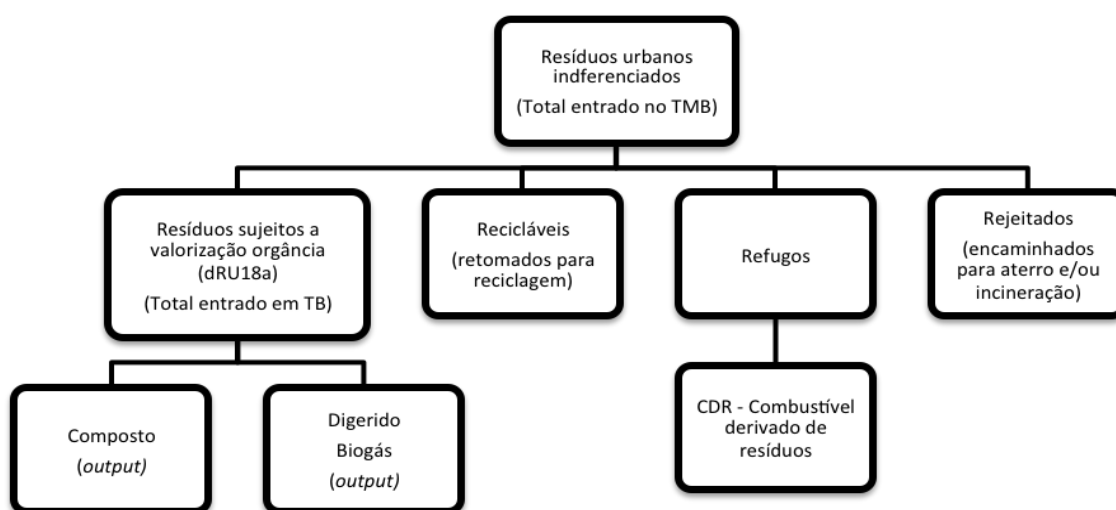 Resíduos urbanos
indferenciados
(Total entrado no TMB)
Resíduos sujeitos a
valorização orgância
(dRU18a)
(Total entrado em TB)
Recicláveis
(retomados para
reciclagem)
Refugos
Rejeitados
(encaminhados
para aterro e/ou
incineração)
Composto
(output)
Digerido
Biogás
(output)
CDR - Combustível
derivado de
resíduos